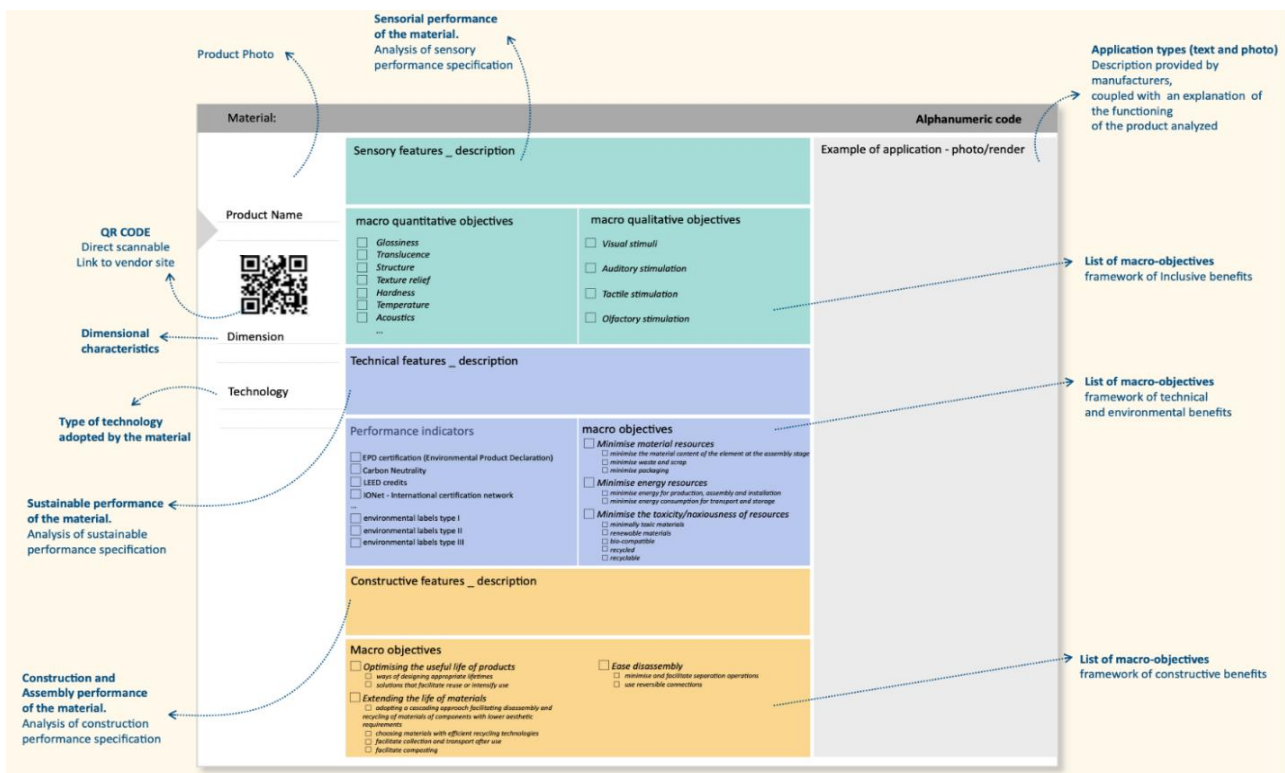 Product Photo
Sensorial performance
of the material.
Analysis of sensory
performance specification
Application types (text and photo)
Description provided by
manufacturers,
coupled with an explanation of
the functioning
of the product analyzed
Material:
Alphanumeric code
Product Name
QR CODE
Direct scannable
Link to vendor site
Dimensional
characteristics
Dimension
Technology
Type of technology
adopted by the material
Sensory features _ description
macro quantitative objectives
Glossiness
Translucence
Structure
Texture relief
Hardness
Temperature
Acoustics
...
macro qualitative objectives
Visual stimuli
Auditory stimulation
Tactile stimulation
Olfactory stimulation
Example of application - photo/render
List of macro-objectives
framework of Inclusive benefits
Technical features _ description
Performance indicators
EPD certification (Environmental Product Declaration)
Carbon Neutrality
LEED credits
IONet - International certification network
...
environmental labels type I
environmental labels type II
environmental labels type III
macro objectives
Minimise material resources
minimise the material content of the element at the assembly stage
minimise waste and scrap
minimise packaging
Minimise energy resources
minimise energy for production, assembly and installation
minimise energy consumption for transport and storage
Minimise the toxicity/noxiousness of resources
minimally toxic materials
renewable materials
bio-compatible
recycled
recyclable
List of macro-objectives
framework of technical
and environmental benefits
Sustainable performance
of the material.
Analysis of sustainable
performance specification
Constructive features _ description
Macro objectives
Optimising the useful life of products
ways of designing appropriate lifetimes
solutions that facilitate reuse or intensify use
Extending the life of materials
adopting a cascading approach facilitating disassembly and
recycling of materials of components with lower aesthetic
requirements
choosing materials with efficient recycling technologies
facilitate collection and transport after use
facilitate composting
Ease disassembly
minimise and facilitate separation operations
use reversible connections
Construction and
Assembly performance
of the material.
Analysis of construction
performance specification
List of macro-objectives
framework of constructive benefits